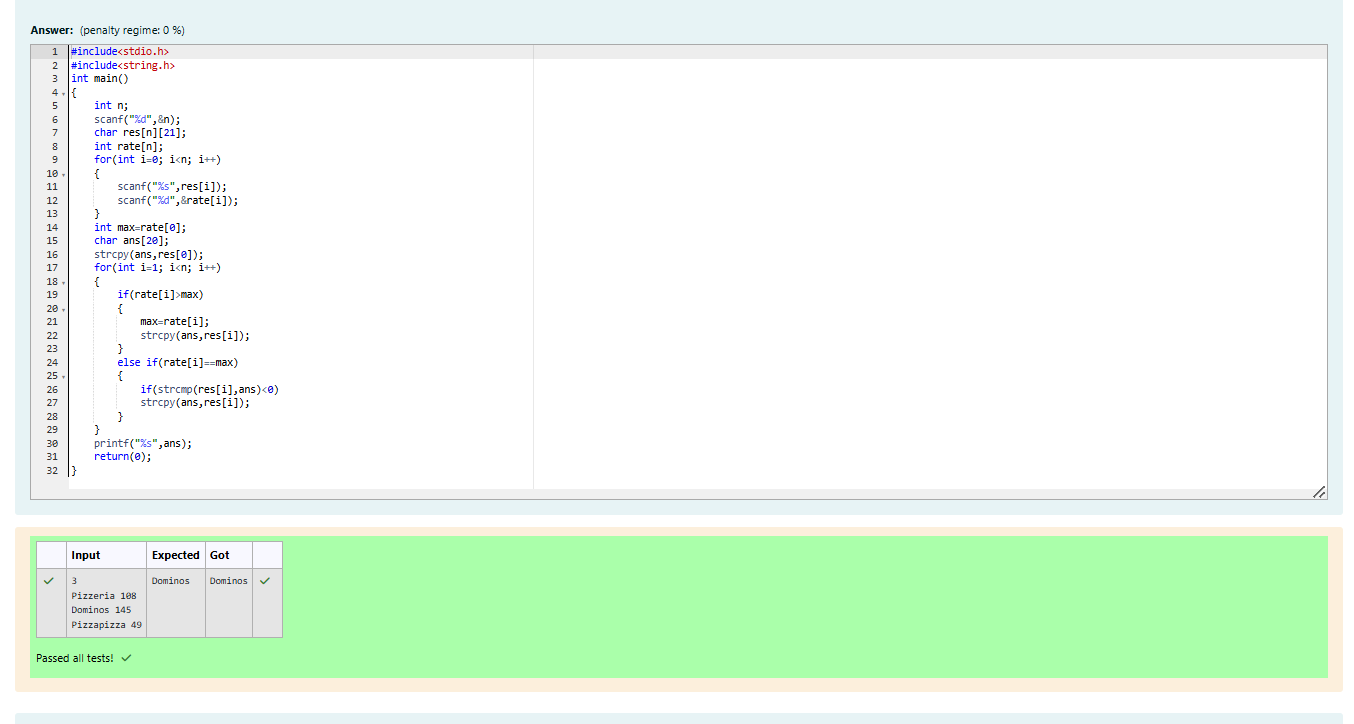 Answer: (penalty regime: 0 %)
1 #include<stdio.h>
2 #include<string.h>
3 int main()
4 {
5     int n;
6     scanf("%d",&n);
7     char res[n][21];
8     int rate[n];
9     for(int i=0; i<n; i++)
10     {
11         scanf("%s",res[i]);
12         scanf("%d",&rate[i]);
13     }
14     int max=rate[0];
15     char ans[20];
16     strcpy(ans,res[0]);
17     for(int i=1; i<n; i++)
18     {
19         if(rate[i]>max)
20         {
21             max=rate[i];
22             strcpy(ans,res[i]);
23         }
24         else if(rate[i]==max)
25         {
26             if(strcmp(res[i],ans)<0)
27             strcpy(ans,res[i]);
28         }
29     }
30     printf("%s",ans);
31     return(0);
32 }
Input Expected Got
3 Dominos Dominos
Pizzeria 108
Dominos 145
Pizzapizza 49
Passed all tests!